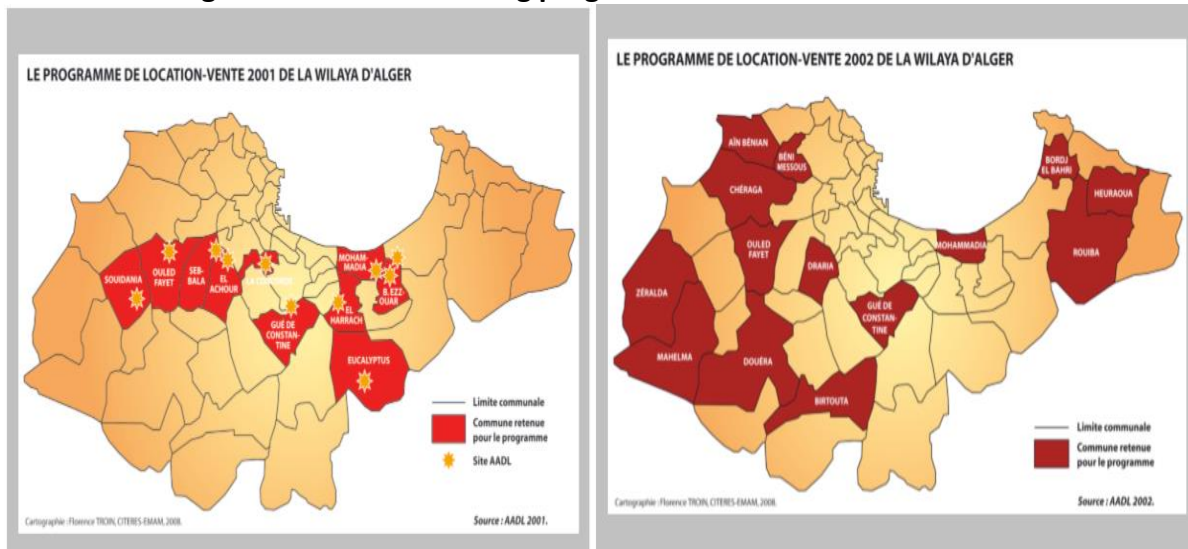 LE PROGRAMME DE LOCATION-VENTE 2001 DE LA WILAYA D'ALGER
SOUIDANIA
OULED
FAYET
SEB-
BALA
EL
ACHOUR
MOHAM-
MADIA
B. EZZ-
OUAR
EL
HARRACH
GUÉ DE
CONSTAN-
TINE
EUCALYPTUS
Limite communale
Commune retenue
pour le programme
Site AADL
Cartographie : Florence TROIN, CITERES-EMAM, 2008.
Source : AADL 2001.
LE PROGRAMME DE LOCATION-VENTE 2002 DE LA WILAYA D'ALGER
AÏN BÉNIAN
BÉNI
MESSOUS
CHÉRAGA
BORDJ
EL BAHRI
HEURAOUA
OULED
FAYET
DRARIA
MOHAMMADIA
ROUIBA
ZÉRALDA
GUÉ DE
CONSTAN-
TINE
MAHELMA
DOUÉRA
BIRTOUTA
Limite communale
Commune retenue
pour le programme
Cartographie : Florence TROIN, CITERES-EMAM, 2008.
Source : AADL 2002.